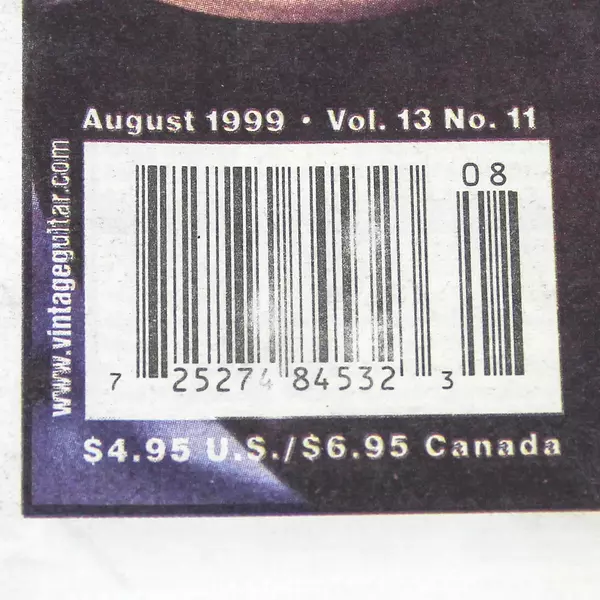 August 1999 • Vol. 13 No. 11
www.vintageguitar.com
08
7 25274 84532 3
$4.95 U.S./$6.95 Canada